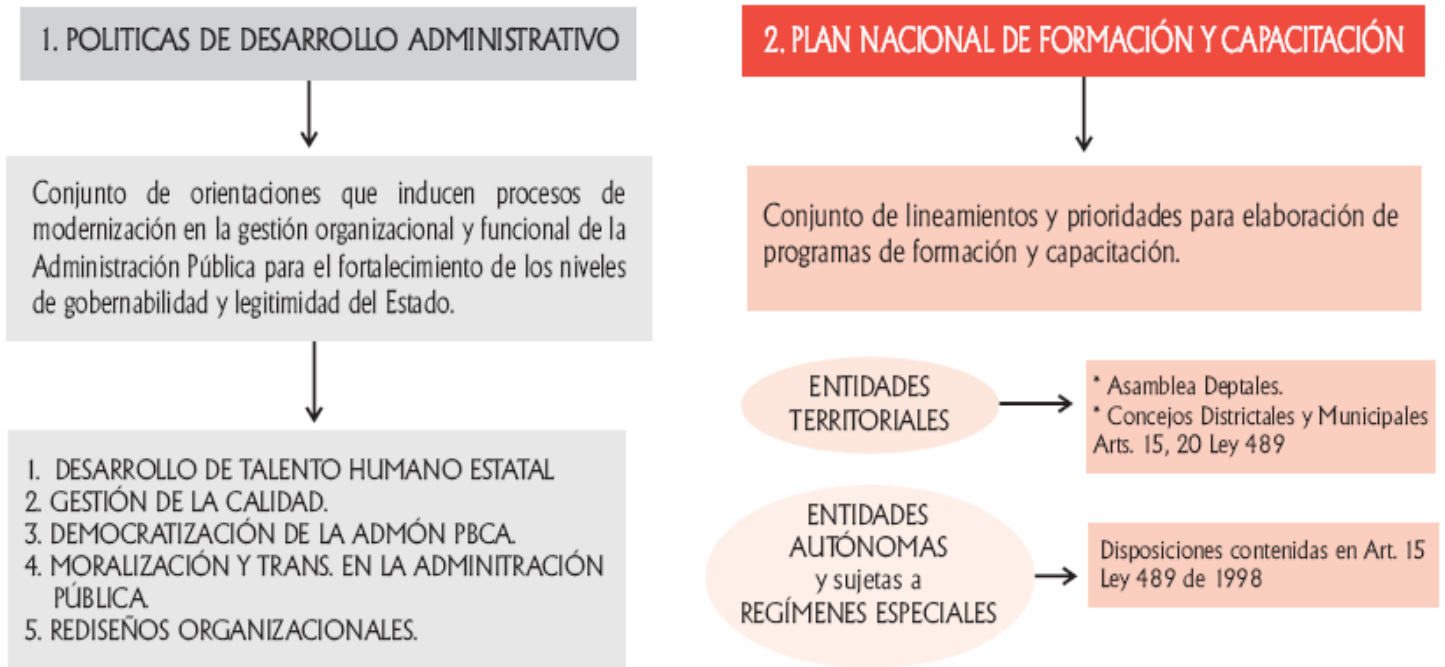 1. POLITICAS DE DESARROLLO ADMINISTRATIVO
Conjunto de orientaciones que inducen procesos de
modernización en la gestión organizacional y funcional de la
Administración Pública para el fortalecimiento de los niveles
de gobernabilidad y legitimidad del Estado.
1. DESARROLLO DE TALENTO HUMANO ESTATAL
2. GESTIÓN DE LA CALIDAD.
3. DEMOCRATIZACIÓN DE LA ADMÓN PBCA.
4. MORALIZACIÓN Y TRANS. EN LA ADMINITRACIÓN
PÚBLICA.
5. REDISEÑOS ORGANIZACIONALES.
2. PLAN NACIONAL DE FORMACIÓN Y CAPACITACIÓN
Conjunto de lineamientos y prioridades para elaboración de
programas de formación y capacitación.
ENTIDADES
TERRITORIALES
* Asamblea Deptales.
* Concejos Districtales y Municipales
Arts. 15, 20 Ley 489
ENTIDADES
AUTÓNOMAS
y sujetas a
REGÍMENES ESPECIALES
Disposiciones contenidas en Art. 15
Ley 489 de 1998